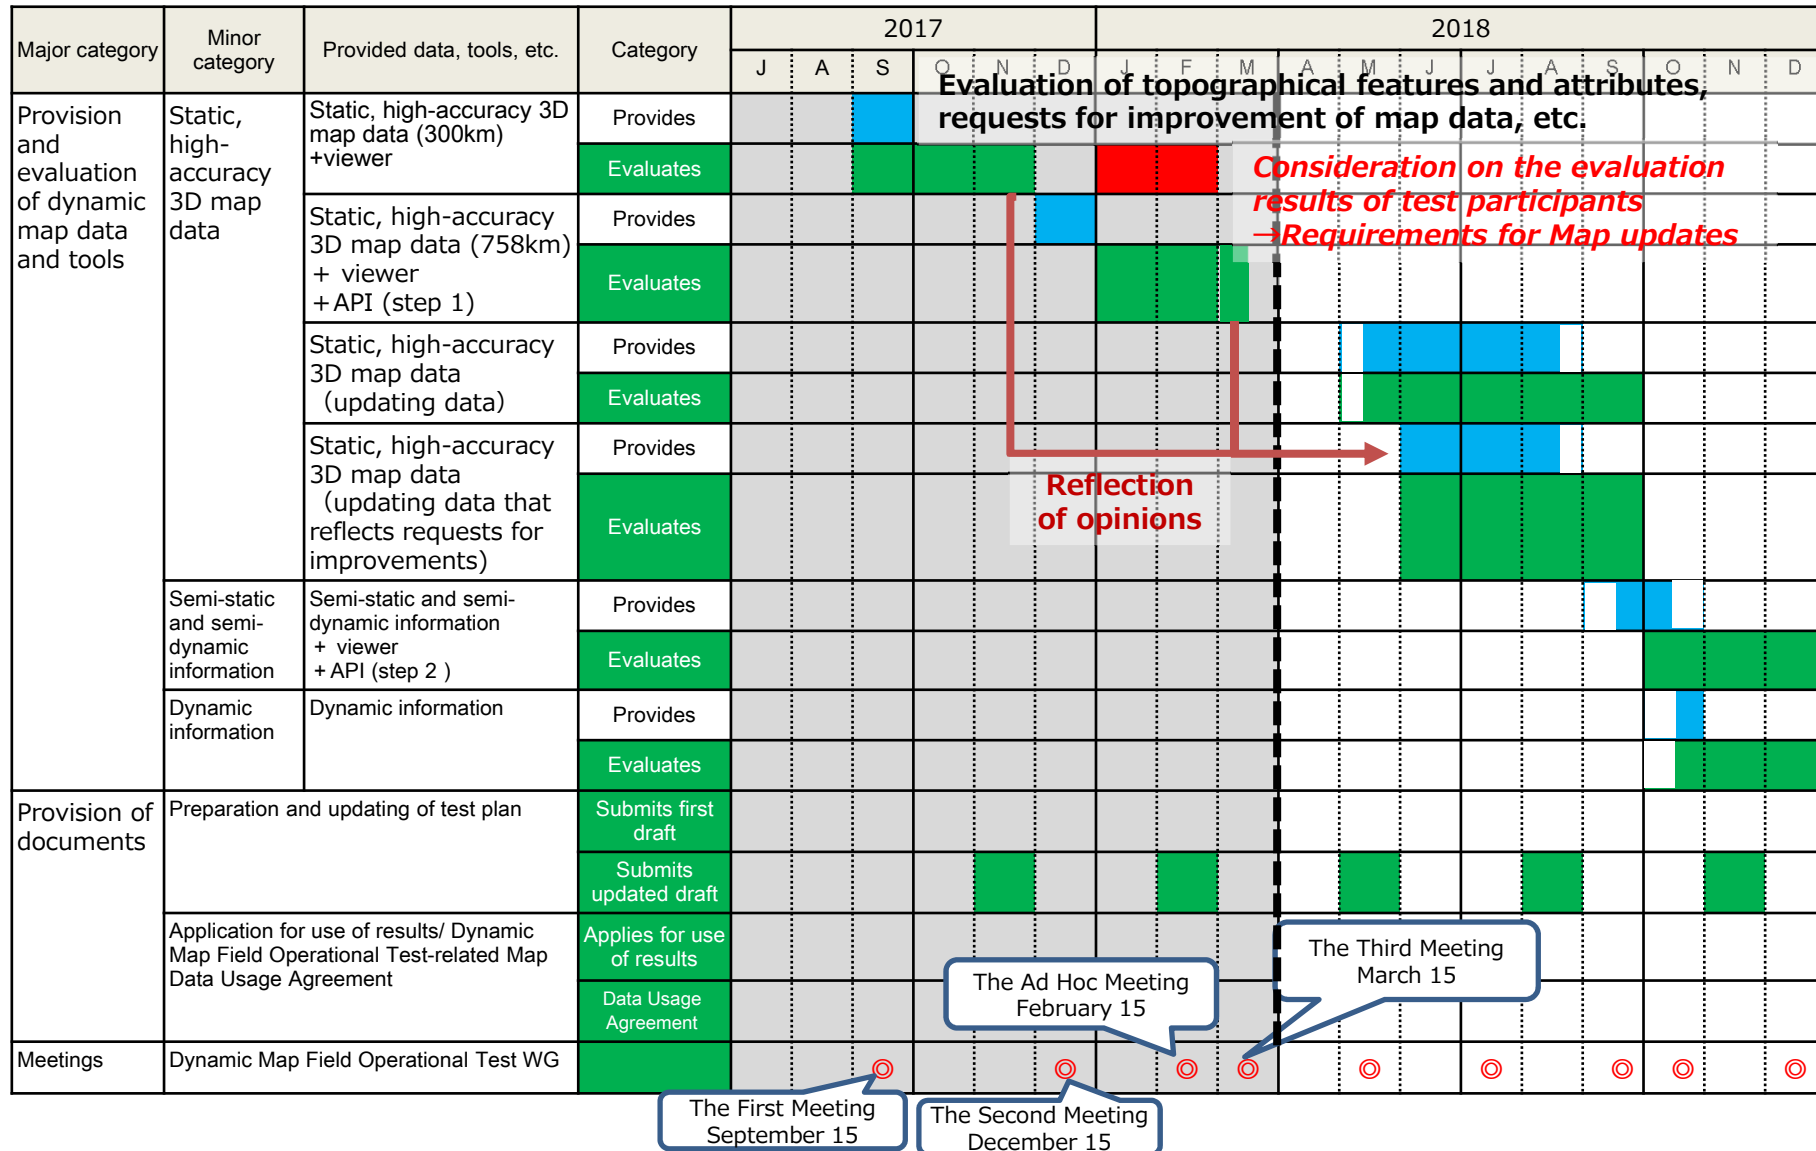 2017
2018
Major category
Minor
category
Provided data, tools, etc.
Category
J A S O N D J F M A M J J A S O N D
Evaluation of topographical features and attributes,
requests for improvement of map data, etc.
Provision
and
evaluation
of dynamic
map data
and tools
Static,
high-
accuracy
3D map
data
Static, high-accuracy 3D
map data (300km)
+viewer
Provides
Evaluates
Consideration on the evaluation
results of test participants
→Requirements for Map updates
Static, high-accuracy
3D map data (758km)
+ viewer
+API (step 1)
Provides
Evaluates
Static, high-accuracy
3D map data
（updating data)
Provides
Evaluates
Static, high-accuracy
3D map data
（updating data that
reflects requests for
improvements)
Provides
Evaluates
Reflection
of opinions
Semi-static
and semi-
dynamic
information
Semi-static and semi-
dynamic information
+ viewer
+API (step 2 )
Provides
Evaluates
Dynamic
information
Dynamic information
Provides
Evaluates
Provision of
documents
Preparation and updating of test plan
Submits first
draft
Submits
updated draft
Application for use of results/ Dynamic
Map Field Operational Test-related Map
Data Usage Agreement
Applies for use
of results
Data Usage
Agreement
The Ad Hoc Meeting
February 15
The Third Meeting
March 15
Meetings
Dynamic Map Field Operational Test WG
◎ ◎ ◎ ◎ ◎ ◎ ◎ ◎ ◎
The First Meeting
September 15
The Second Meeting
December 15